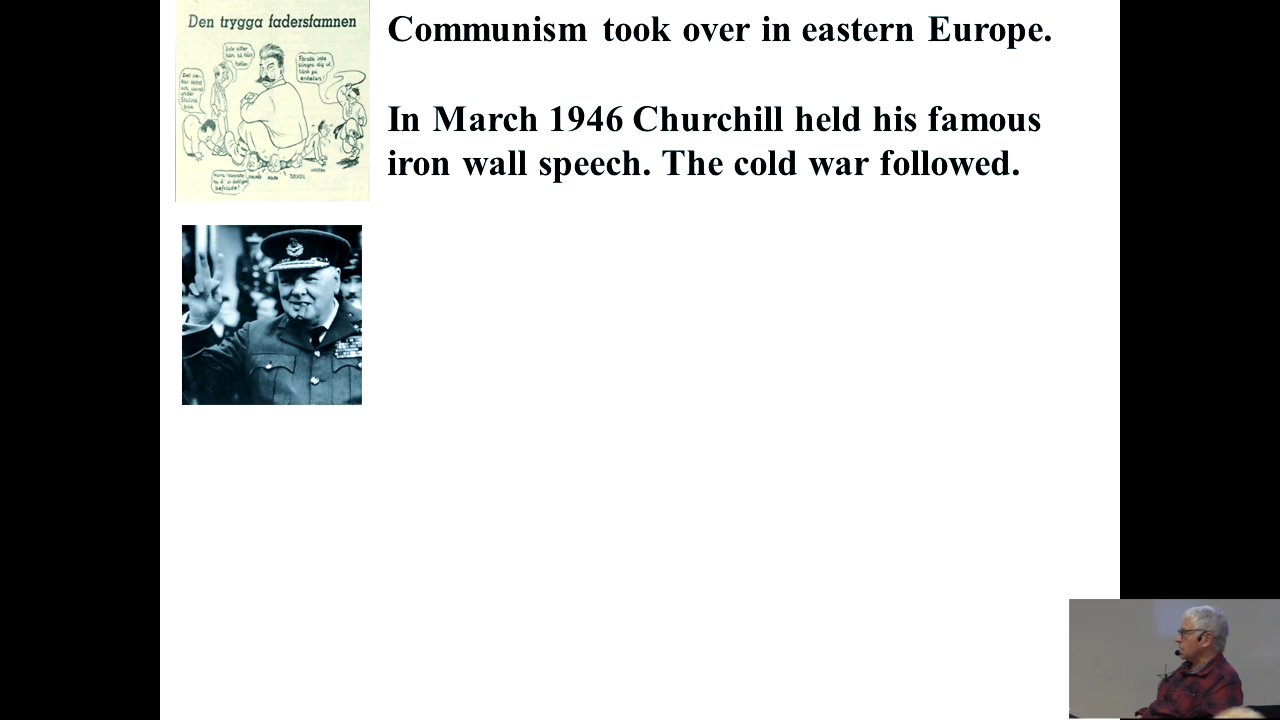 Den trygga fadersfamnen
Communism took over in eastern Europe.
In March 1946 Churchill held his famous
iron wall speech. The cold war followed.